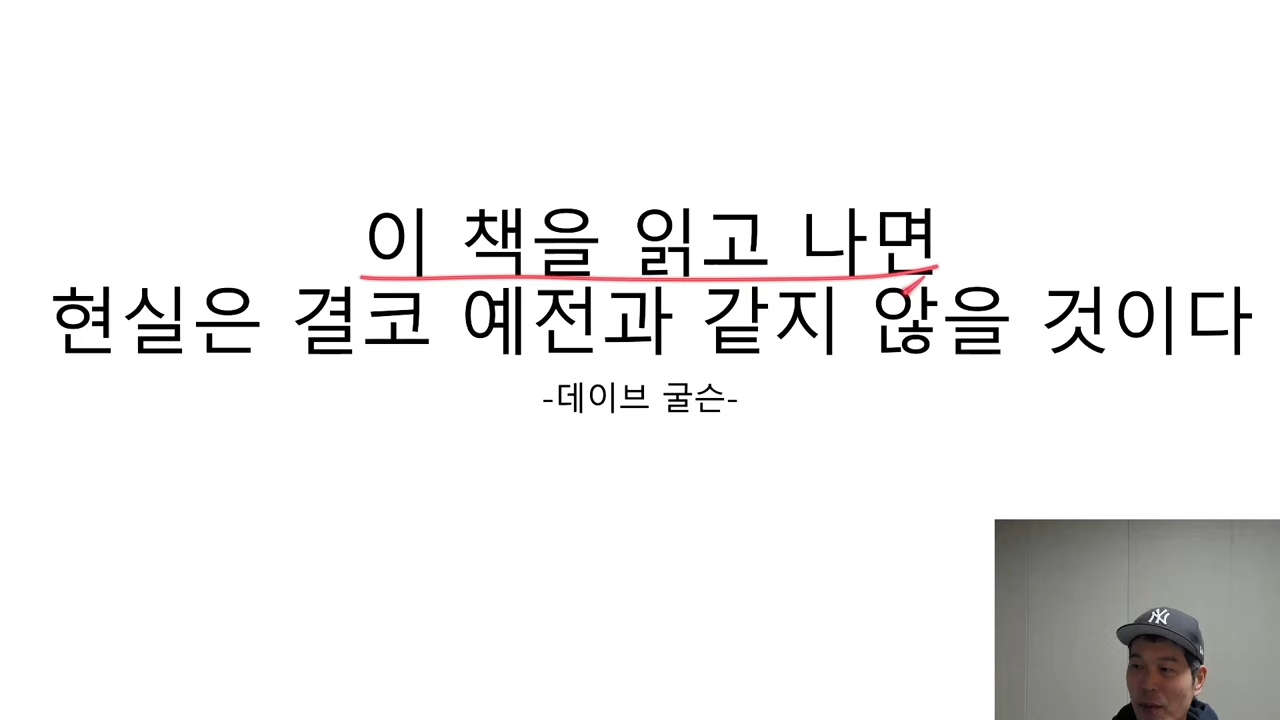 이 책을 읽고 나면
현실은 결코 예전과 같지 않을 것이다
-데이브 굴슨-
NY